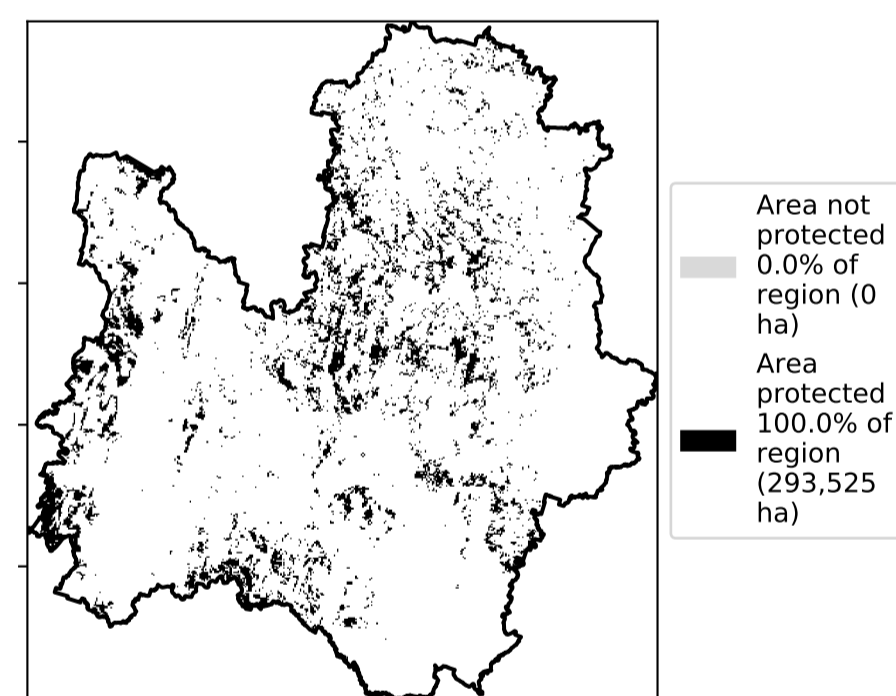 Area not
protected
0.0% of
region (0
ha)
Area
protected
100.0% of
region
(293,525
ha)